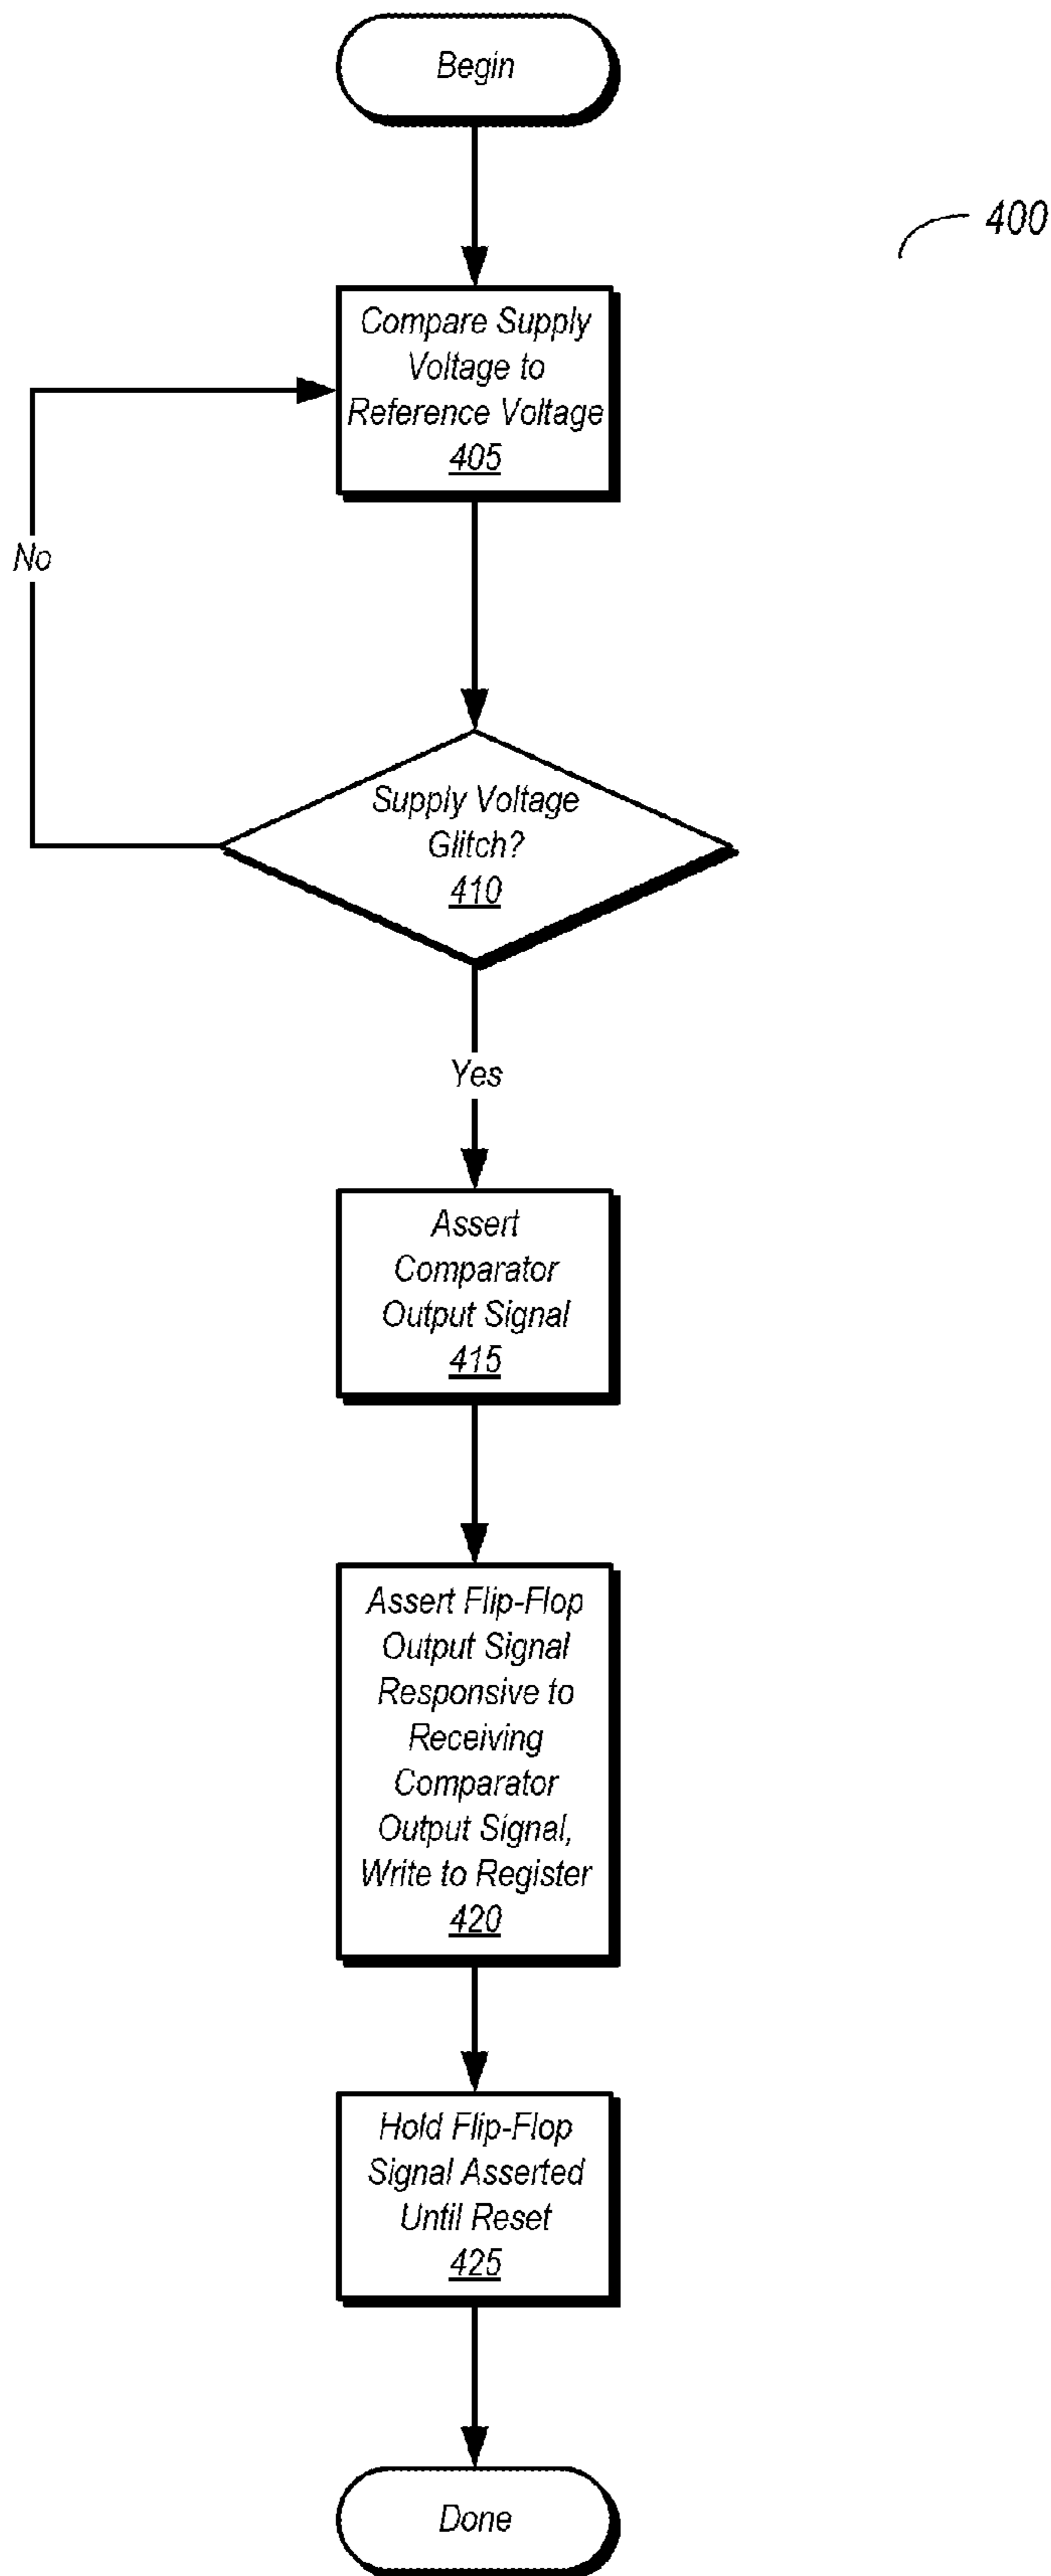 Begin
400
Compare Supply
Voltage to
Reference Voltage
405
No
Supply Voltage
Glitch?
410
Yes
Assert
Comparator
Output Signal
415
Assert Flip-Flop
Output Signal
Responsive to
Receiving
Comparator
Output Signal,
Write to Register
420
Hold Flip-Flop
Signal Asserted
Until Reset
425
Done